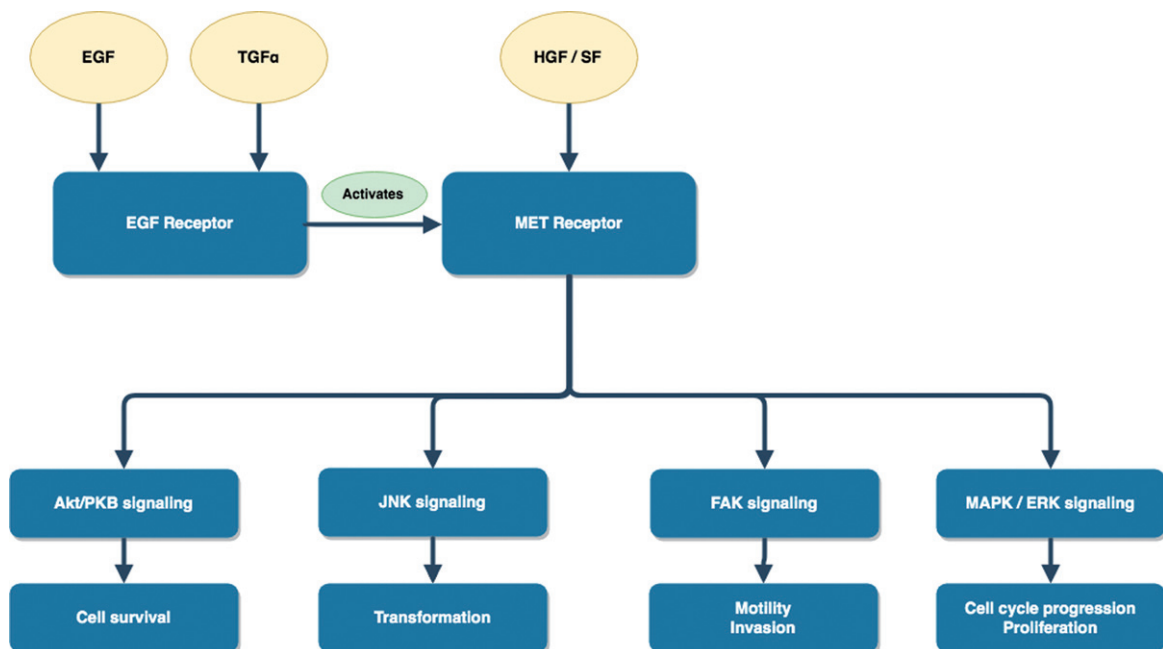 EGF
TGFα
HGF / SF
EGF Receptor
Activates
MET Receptor
Akt/PKB signaling
JNK signaling
FAK signaling
MAPK / ERK signaling
Cell survival
Transformation
Motility
Invasion
Cell cycle progression
Proliferation